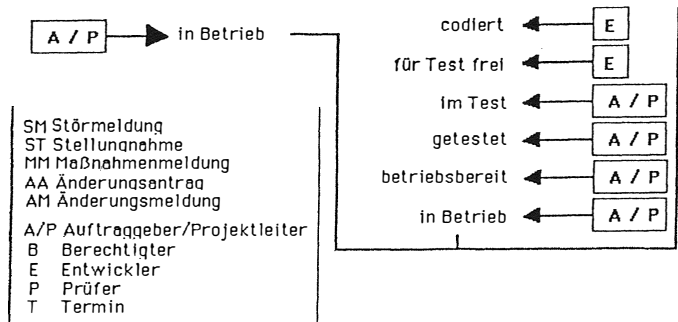 A / P in Betrieb
codiert E
für Test frei E
im Test A / P
getestet A / P
betriebsbereit A / P
in Betrieb A / P
SM Störmeldung
ST Stellungnahme
MM Maßnahmenmeldung
AA Änderungsantrag
AM Änderungsmeldung
A/P Auftraggeber/Projektleiter
B Berechtigter
E Entwickler
P Prüfer
T Termin